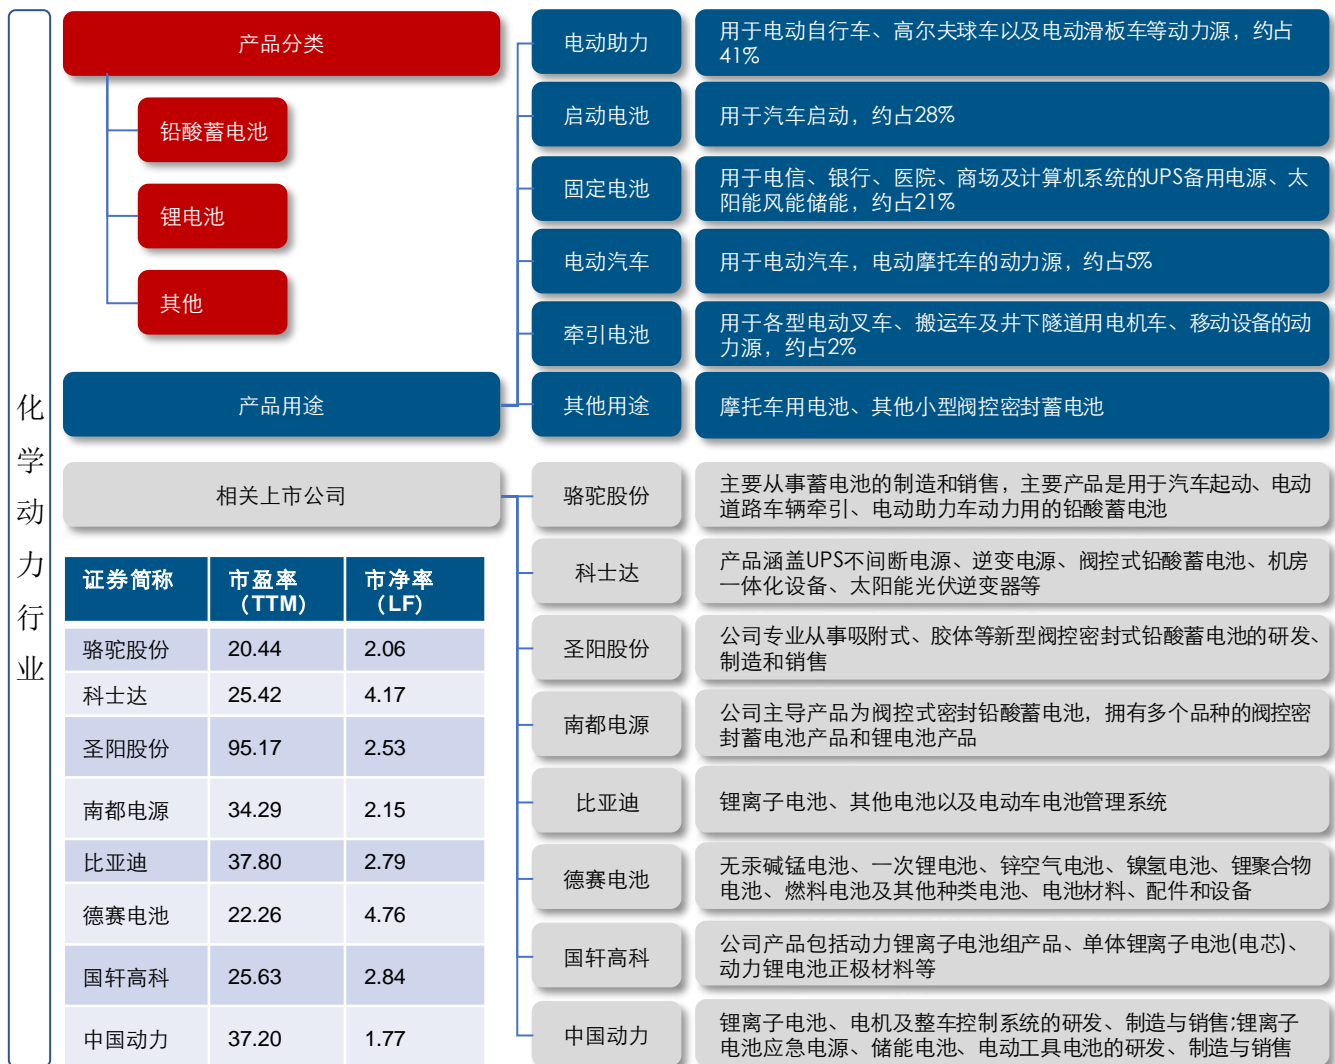 化学动力行业
产品分类
铅酸蓄电池
锂电池
其他
产品用途
电动助力
用于电动自行车、高尔夫球车以及电动滑板车等动力源，约占
41%
启动电池
用于汽车启动，约占28%
固定电池
用于电信、银行、医院、商场及计算机系统的UPS备用电源、太
阳能风能储能，约占21%
电动汽车
用于电动汽车，电动摩托车的动力源，约占5%
牵引电池
用于各型电动叉车、搬运车及井下隧道用电机车、移动设备的动
力源，约占2%
其他用途
摩托车用电池、其他小型阀控密封蓄电池
相关上市公司
骆驼股份
主要从事蓄电池的制造和销售，主要产品是用于汽车起动、电动
道路车辆牵引、电动助力车动力用的铅酸蓄电池
科士达
产品涵盖UPS不间断电源、逆变电源、阀控式铅酸蓄电池、机房
一体化设备、太阳能光伏逆变器等
圣阳股份
公司专业从事吸附式、胶体等新型阀控密封式铅酸蓄电池的研发、
制造和销售
南都电源
公司主导产品为阀控式密封铅酸蓄电池，拥有多个品种的阀控密
封蓄电池产品和锂电池产品
比亚迪
锂离子电池、其他电池以及电动车电池管理系统
德赛电池
无汞碱锰电池、一次锂电池、锌空气电池、镍氢电池、锂聚合物
电池、燃料电池及其他种类电池、电池材料、配件和设备
国轩高科
公司产品包括动力锂离子电池组产品、单体锂离子电池(电芯)、
动力锂电池正极材料等
中国动力
锂离子电池、电机及整车控制系统的研发、制造与销售;锂离子
电池应急电源、储能电池、电动工具电池的研发、制造与销售
证券简称 市盈率（TTM） 市净率（LF）
骆驼股份 20.44 2.06
科士达 25.42 4.17
圣阳股份 95.17 2.53
南都电源 34.29 2.15
比亚迪 37.80 2.79
德赛电池 22.26 4.76
国轩高科 25.63 2.84
中国动力 37.20 1.77